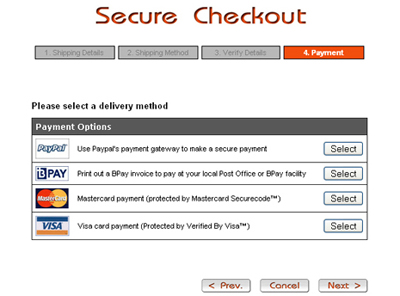 Secure Checkout
1. Shipping Details 2. Shipping Method 3. Verify Details 4. Payment
Please select a delivery method
Payment Options
PayPal Use Paypal's payment gateway to make a secure payment Select
BPAY Print out a BPay invoice to pay at your local Post Office or BPay facility Select
MasterCard Mastercard payment (protected by Mastercard Securecode™) Select
VISA Visa card payment (Protected by Verified By Visa™) Select
< Prev. Cancel Next >